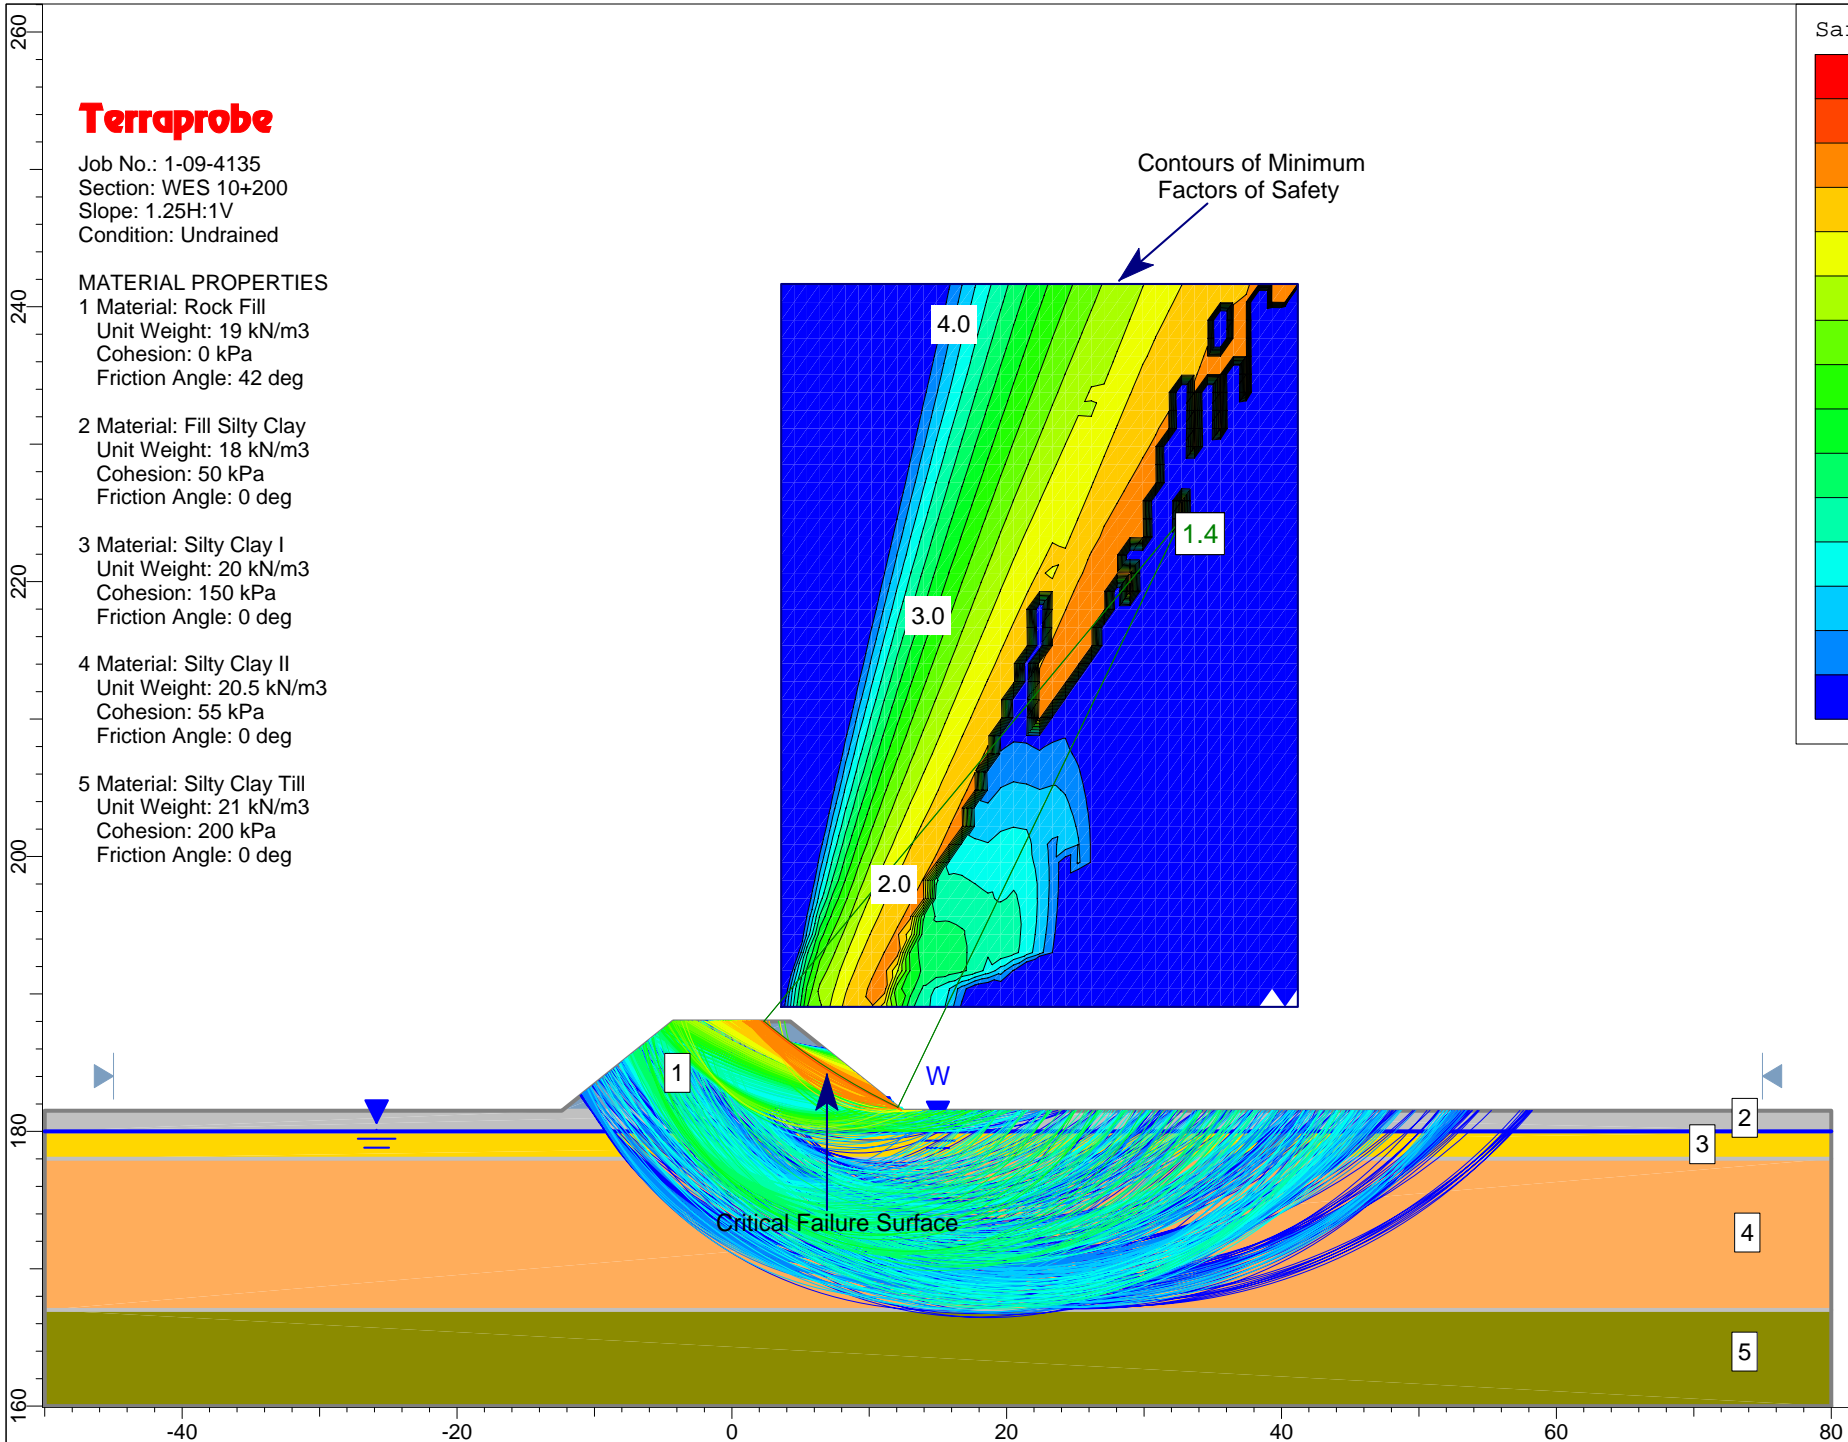 Terraprobe
Job No.: 1-09-4135
Section: WES 10+200
Slope: 1.25H:1V
Condition: Undrained
MATERIAL PROPERTIES
1 Material: Rock Fill
Unit Weight: 19 kN/m3
Cohesion: 0 kPa
Friction Angle: 42 deg
2 Material: Fill Silty Clay
Unit Weight: 18 kN/m3
Cohesion: 50 kPa
Friction Angle: 0 deg
3 Material: Silty Clay I
Unit Weight: 20 kN/m3
Cohesion: 150 kPa
Friction Angle: 0 deg
4 Material: Silty Clay II
Unit Weight: 20.5 kN/m3
Cohesion: 55 kPa
Friction Angle: 0 deg
5 Material: Silty Clay Till
Unit Weight: 21 kN/m3
Cohesion: 200 kPa
Friction Angle: 0 deg
Contours of Minimum
Factors of Safety
4.0
1.4
3.0
2.0
1
W
2
3
Critical Failure Surface
4
5
260
240
220
200
180
160
-40
-20
0
20
40
60
80